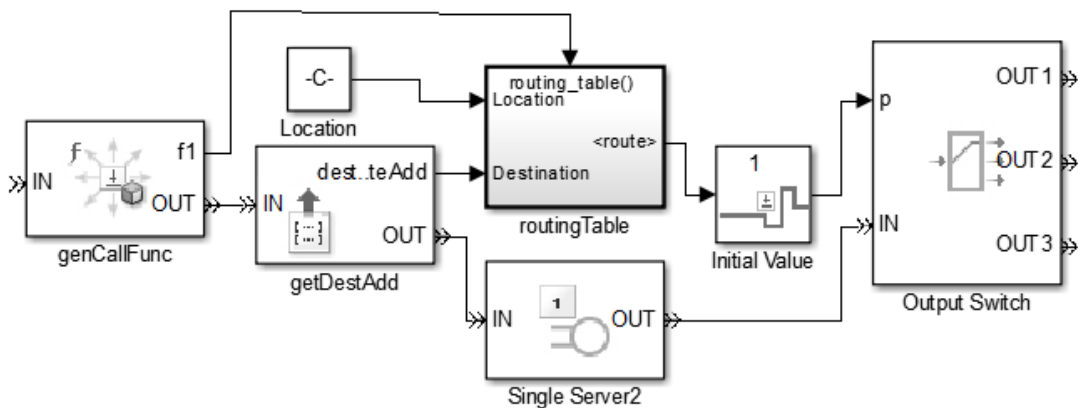 IN
f1
OUT
genCallFunc
-C-
Location
IN
dest..teAdd
OUT
getDestAdd
routing_table()
Location
<route>
Destination
routingTable
1
Initial Value
IN
1
OUT
Single Server2
p
IN
OUT 1
OUT 2
OUT 3
Output Switch